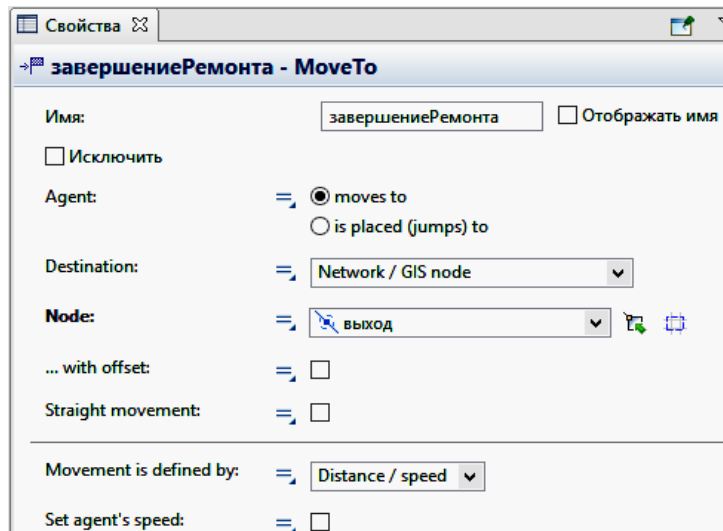 Свойства
завершениеРемонта - MoveTo
Имя: завершениеРемонта Отображать имя
Исключить
Agent: moves to
is placed (jumps) to
Destination: Network / GIS node
Node: выход
... with offset:
Straight movement:
Movement is defined by: Distance / speed
Set agent's speed: